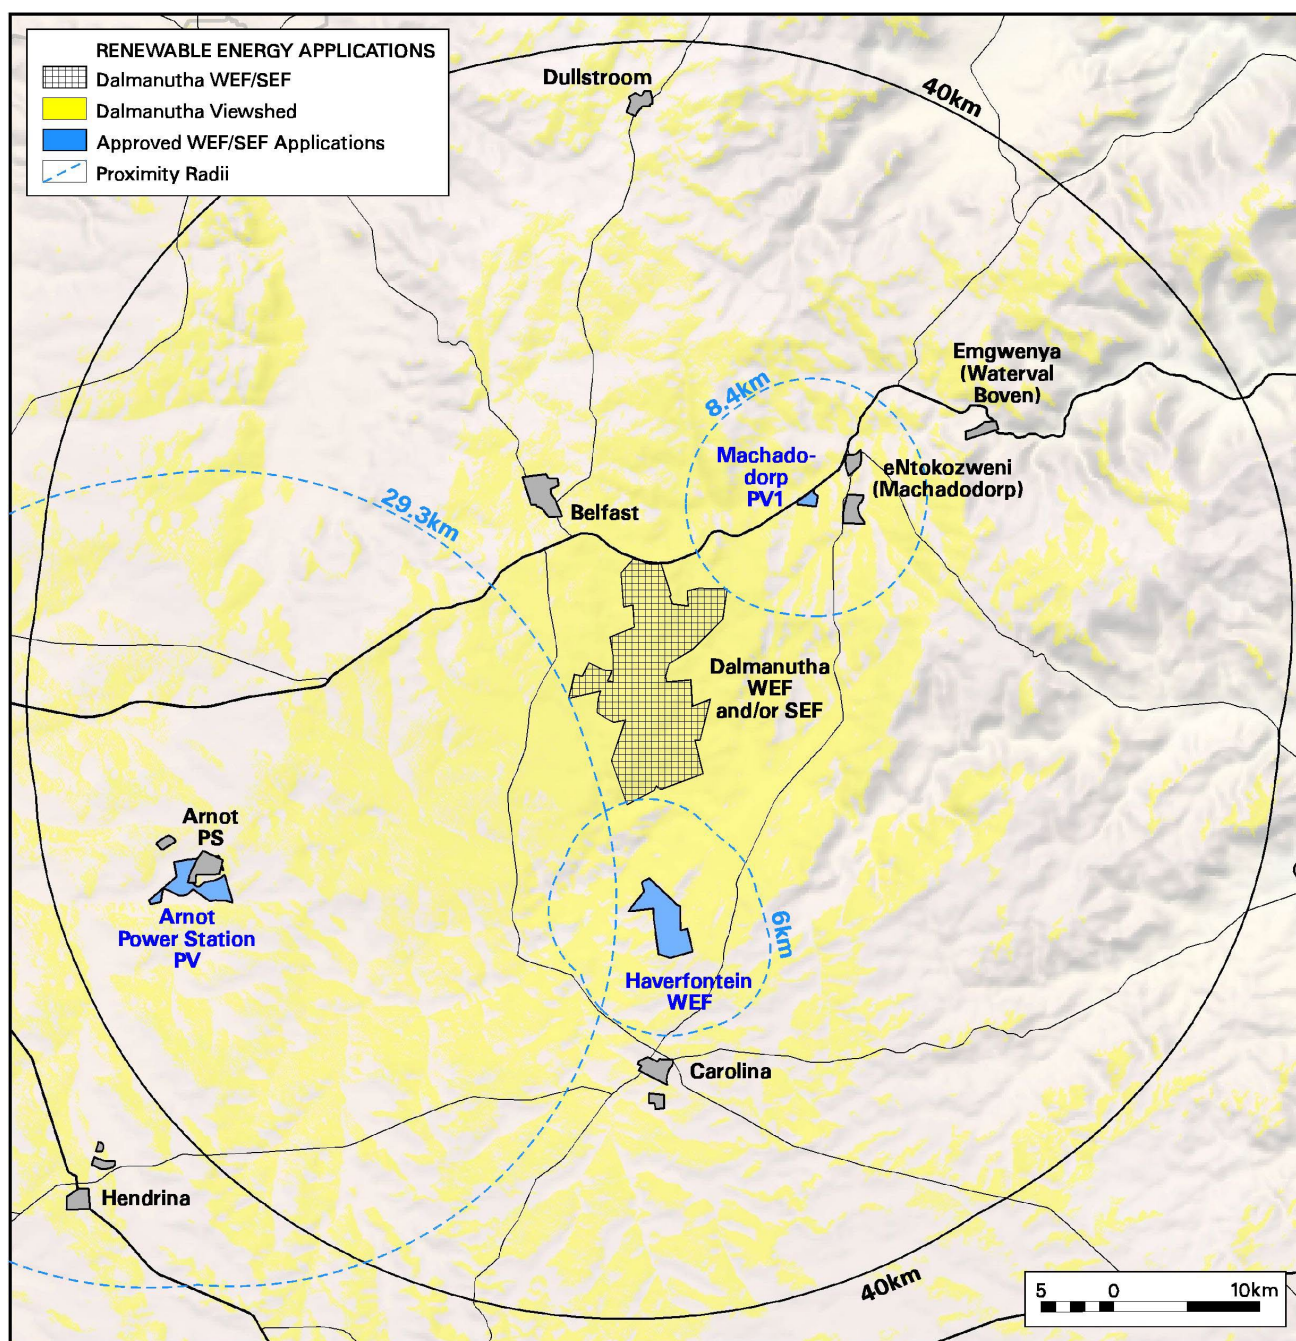 RENEWABLE ENERGY APPLICATIONS
Dalmanutha WEF/SEF
Dalmanutha Viewshed
Approved WEF/SEF Applications
Proximity Radii
Dullstroom
40km
Emgwenya
(Waterval
Boven)
8.4km
Machado-
dorp
PV1
eNtokozweni
(Machadodorp)
29.3km
Belfast
Dalmanutha
WEF
and/or SEF
Arnot
PS
Arnot
Power Station
PV
6km
Haverfontein
WEF
Carolina
Hendrina
40km
5 0 10km